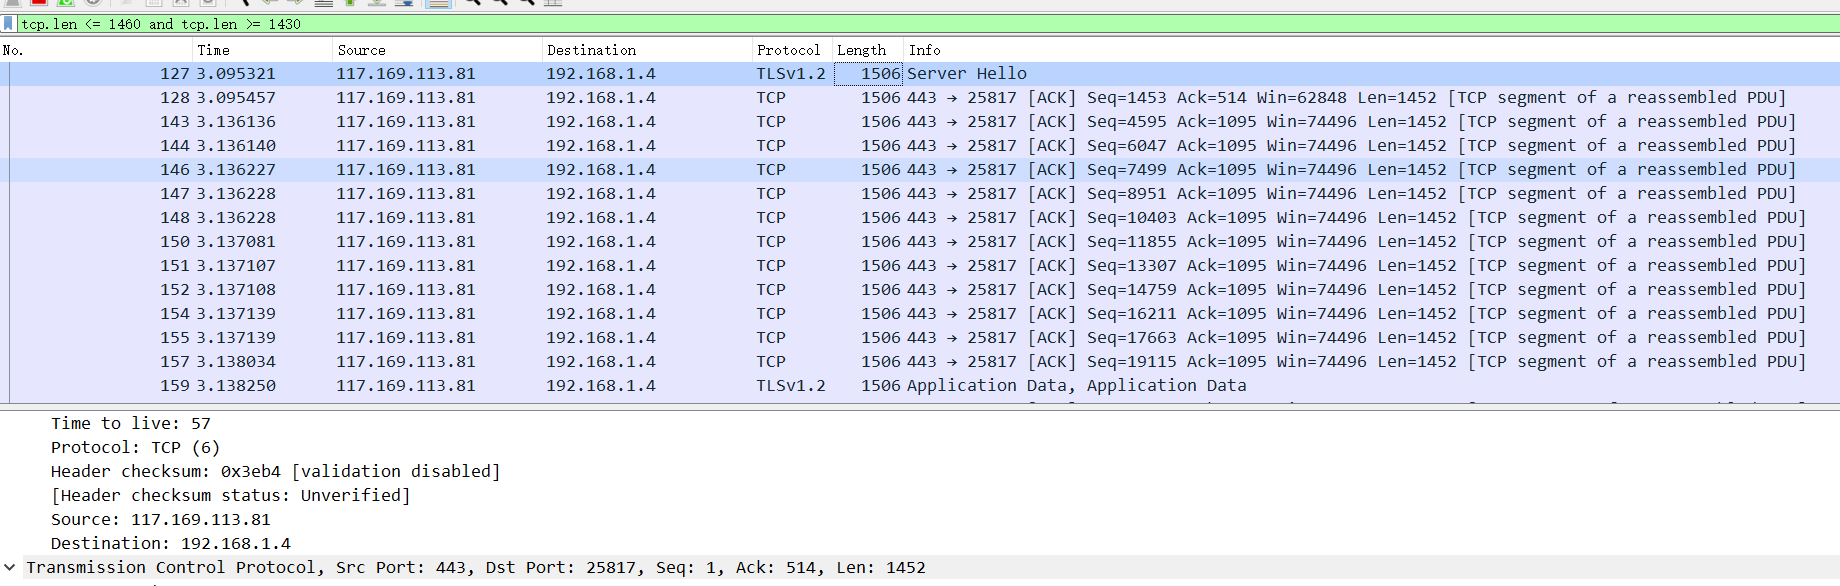 tcp.len <= 1460 and tcp.len >= 1430
No. Time Source Destination Protocol Length Info
127 3.095321 117.169.113.81 192.168.1.4 TLSv1.2 1506 Server Hello
128 3.095457 117.169.113.81 192.168.1.4 TCP 1506 443 → 25817 [ACK] Seq=1453 Ack=514 Win=62848 Len=1452 [TCP segment of a reassembled PDU]
143 3.136136 117.169.113.81 192.168.1.4 TCP 1506 443 → 25817 [ACK] Seq=4595 Ack=1095 Win=74496 Len=1452 [TCP segment of a reassembled PDU]
144 3.136140 117.169.113.81 192.168.1.4 TCP 1506 443 → 25817 [ACK] Seq=6047 Ack=1095 Win=74496 Len=1452 [TCP segment of a reassembled PDU]
146 3.136227 117.169.113.81 192.168.1.4 TCP 1506 443 → 25817 [ACK] Seq=7499 Ack=1095 Win=74496 Len=1452 [TCP segment of a reassembled PDU]
147 3.136228 117.169.113.81 192.168.1.4 TCP 1506 443 → 25817 [ACK] Seq=8951 Ack=1095 Win=74496 Len=1452 [TCP segment of a reassembled PDU]
148 3.136228 117.169.113.81 192.168.1.4 TCP 1506 443 → 25817 [ACK] Seq=10403 Ack=1095 Win=74496 Len=1452 [TCP segment of a reassembled PDU]
150 3.137081 117.169.113.81 192.168.1.4 TCP 1506 443 → 25817 [ACK] Seq=11855 Ack=1095 Win=74496 Len=1452 [TCP segment of a reassembled PDU]
151 3.137107 117.169.113.81 192.168.1.4 TCP 1506 443 → 25817 [ACK] Seq=13307 Ack=1095 Win=74496 Len=1452 [TCP segment of a reassembled PDU]
152 3.137108 117.169.113.81 192.168.1.4 TCP 1506 443 → 25817 [ACK] Seq=14759 Ack=1095 Win=74496 Len=1452 [TCP segment of a reassembled PDU]
154 3.137139 117.169.113.81 192.168.1.4 TCP 1506 443 → 25817 [ACK] Seq=16211 Ack=1095 Win=74496 Len=1452 [TCP segment of a reassembled PDU]
155 3.137139 117.169.113.81 192.168.1.4 TCP 1506 443 → 25817 [ACK] Seq=17663 Ack=1095 Win=74496 Len=1452 [TCP segment of a reassembled PDU]
157 3.138034 117.169.113.81 192.168.1.4 TCP 1506 443 → 25817 [ACK] Seq=19115 Ack=1095 Win=74496 Len=1452 [TCP segment of a reassembled PDU]
159 3.138250 117.169.113.81 192.168.1.4 TLSv1.2 1506 Application Data, Application Data
Time to live: 57
Protocol: TCP (6)
Header checksum: 0x3eb4 [validation disabled]
[Header checksum status: Unverified]
Source: 117.169.113.81
Destination: 192.168.1.4
Transmission Control Protocol, Src Port: 443, Dst Port: 25817, Seq: 1, Ack: 514, Len: 1452